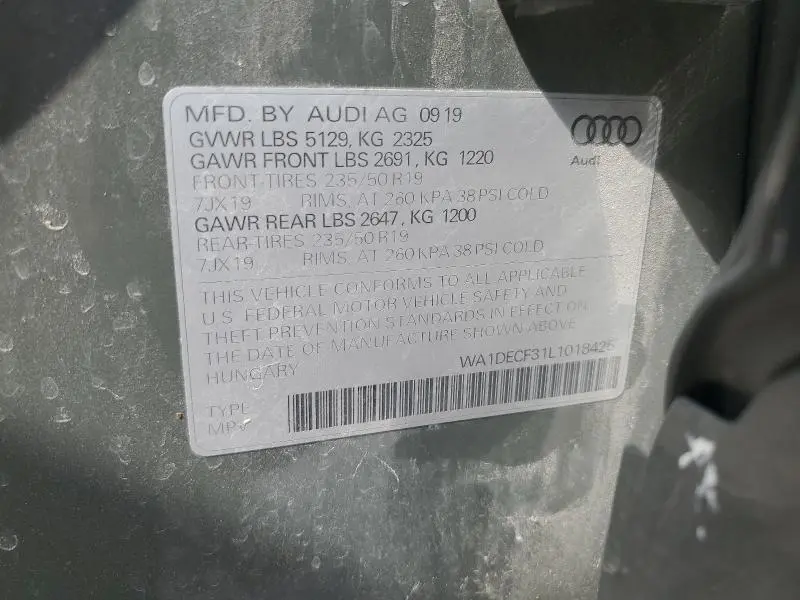 MFD. BY AUDI AG 0919
GVWR LBS 5129, KG 2325
GAWR FRONT LBS 2691, KG 1220
FRONT-TIRES 235/50 R19
7JX19 RIMS, AT 260 KPA 38 PSI COLD
GAWR REAR LBS 2647, KG 1200
REAR-TIRES 235/50 R19
7JX19 RIMS, AT 260 KPA 38 PSI COLD
Audi
THIS VEHICLE CONFORMS TO ALL APPLICABLE
U.S. FEDERAL MOTOR VEHICLE SAFETY AND
THEFT PREVENTION STANDARDS IN EFFECT ON
THE DATE OF MANUFACTURE SHOWN ABOVE.
HUNGARY
WA1DECF31L1018425
TYPE
MPV